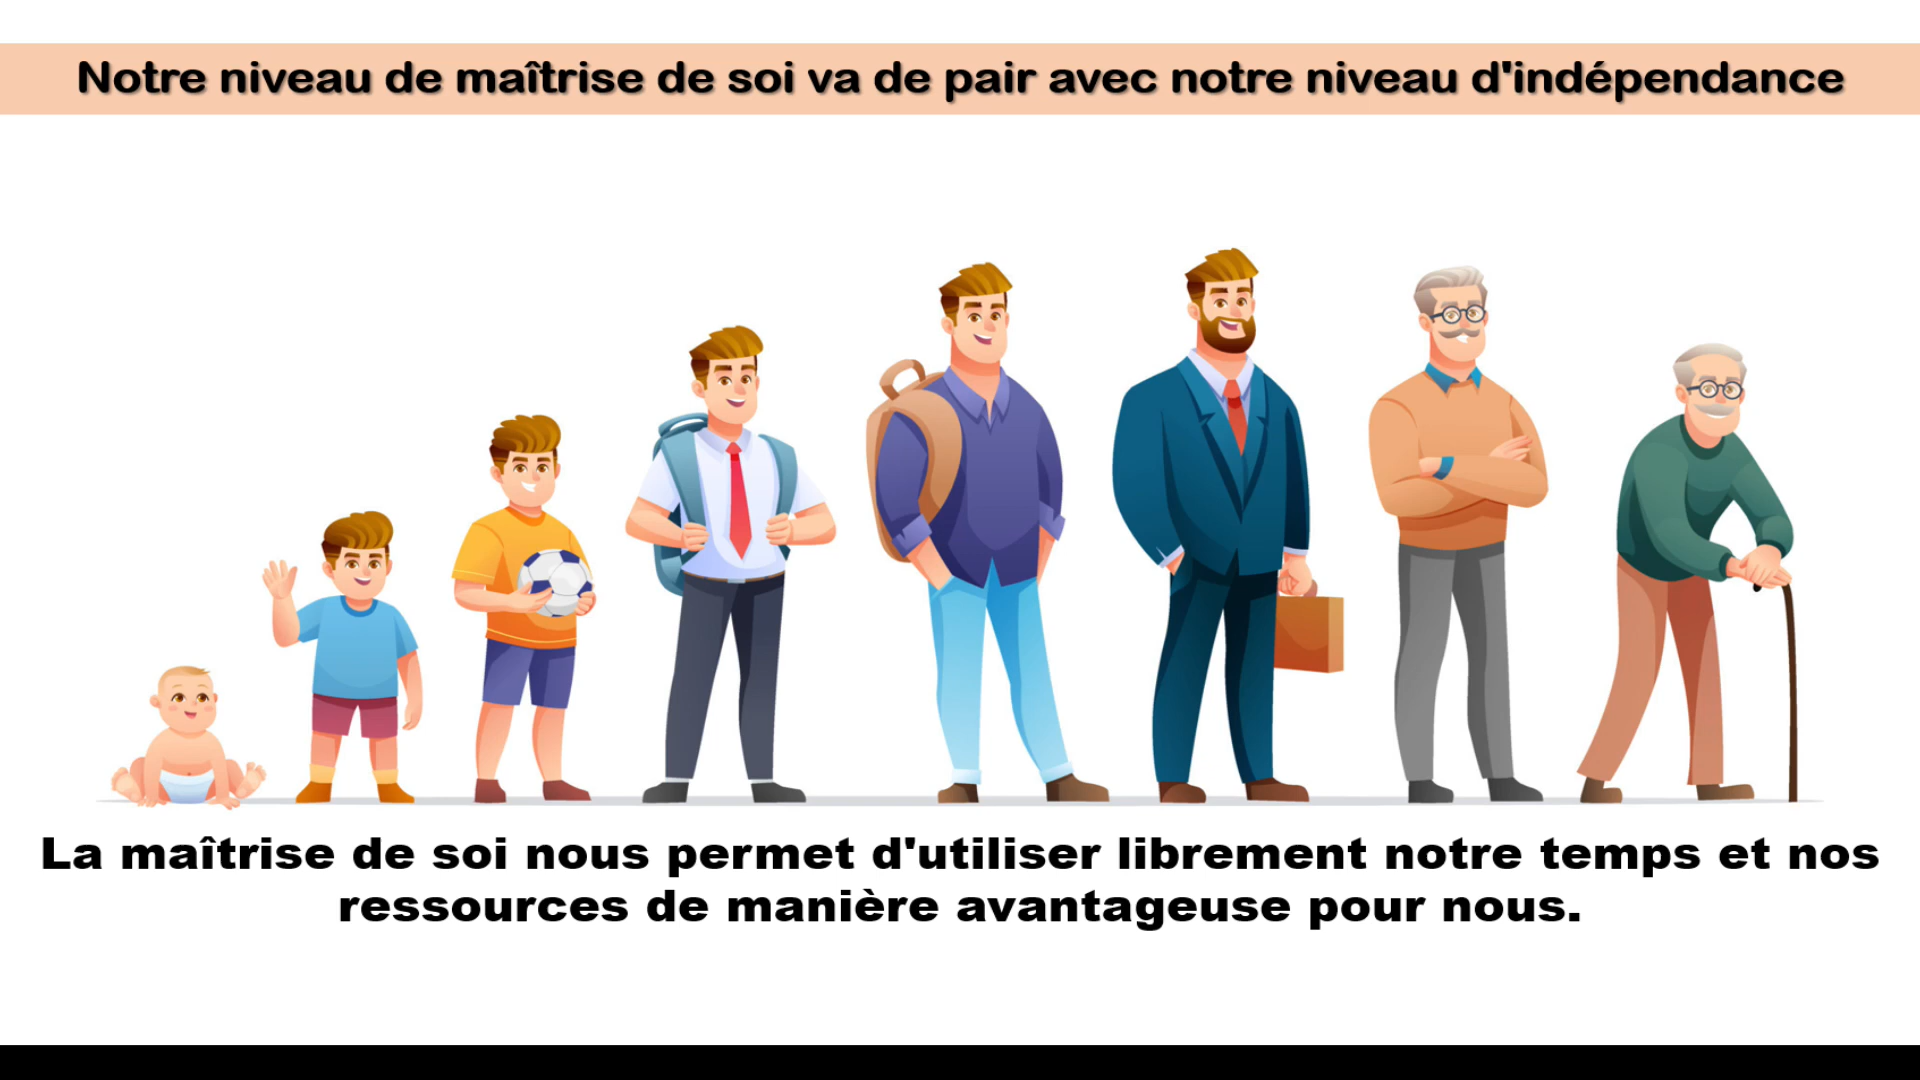 Notre niveau de maîtrise de soi va de pair avec notre niveau d'indépendance
La maîtrise de soi nous permet d'utiliser librement notre temps et nos
ressources de manière avantageuse pour nous.